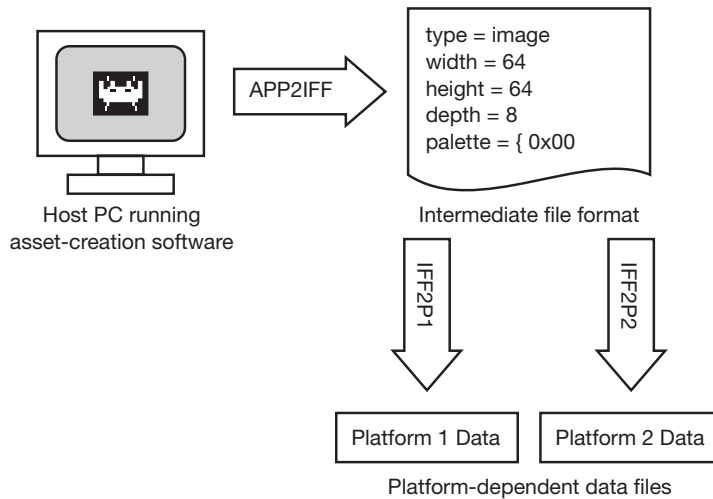 APP2IFF
type = image
width = 64
height = 64
depth = 8
palette = { 0x00
Host PC running
asset-creation software
Intermediate file format
IFF2P1
IFF2P2
Platform 1 Data
Platform 2 Data
Platform-dependent data files